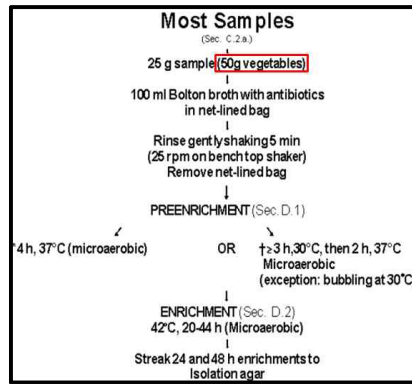 Most Samples
(Sec. C.2.a.)
25 g sample (50g vegetables)
100 ml Bolton broth with antibiotics
in net-lined bag
Rinse gently shaking 5 min
(25 rpm on bench top shaker)
Remove net-lined bag
PREENRICHMENT (Sec. D.1)
*4 h, 37°C (microaerobic) OR †≥3 h,30°C, then 2 h, 37°C
Microaerobic
(exception: bubbling at 30°C
ENRICHMENT (Sec. D.2)
42°C, 20-44 h (Microaerobic)
Streak 24 and 48 h enrichments to
Isolation agar